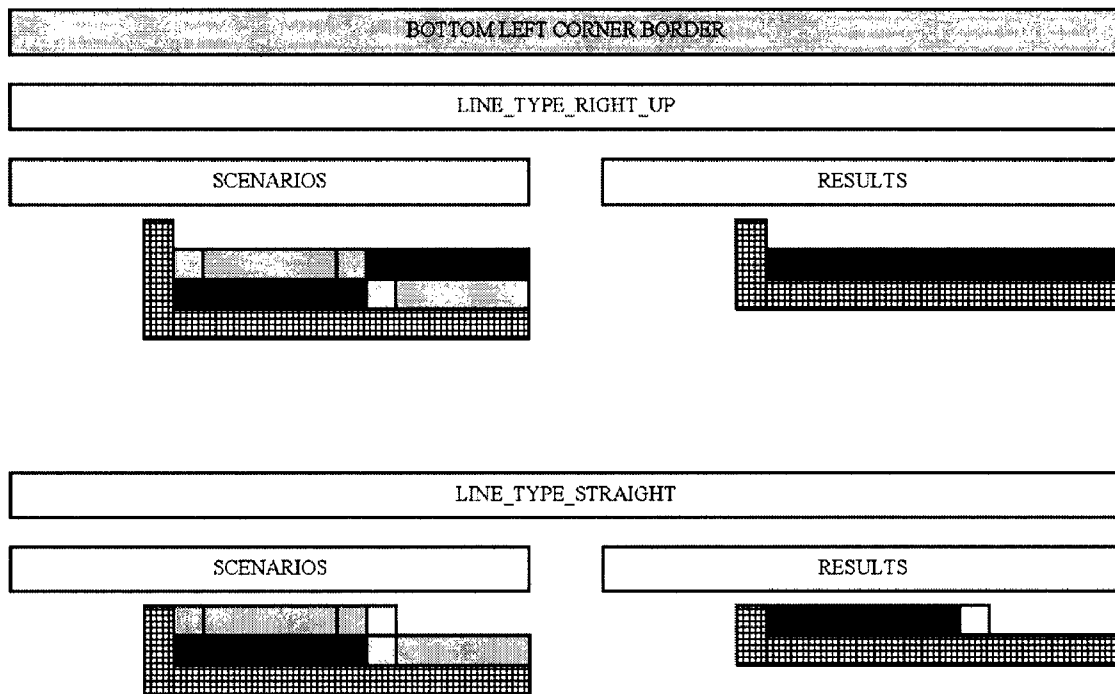 BOTTOM LEFT CORNER BORDER
LINE_TYPE_RIGHT_UP
SCENARIOS
RESULTS
LINE_TYPE_STRAIGHT
SCENARIOS
RESULTS